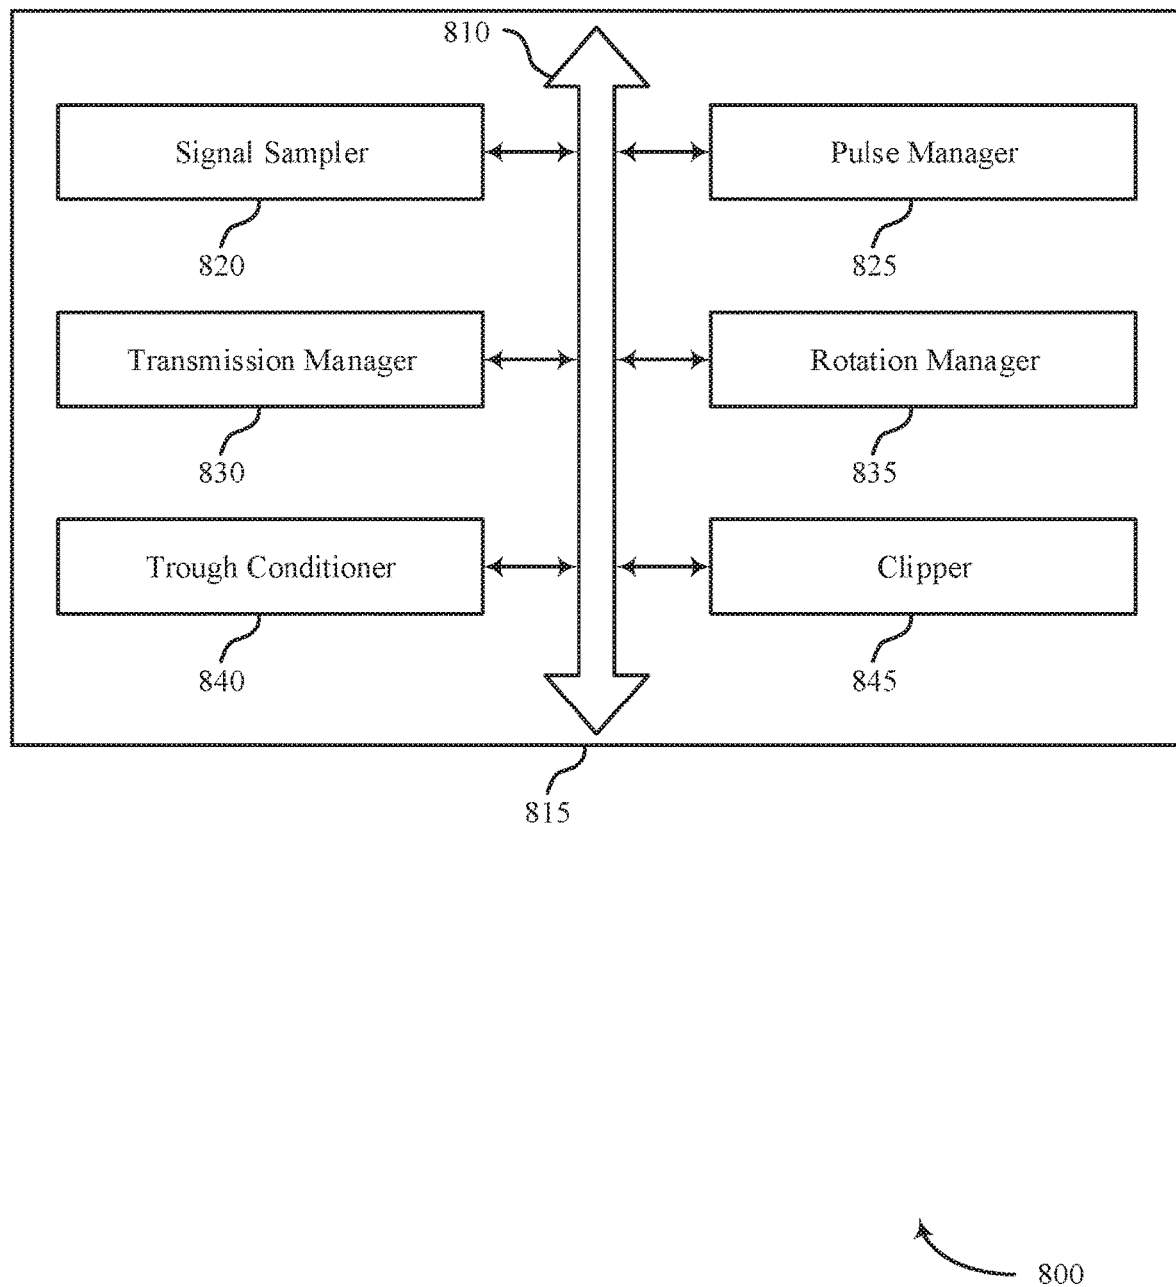 810
Signal Sampler
Pulse Manager
820
825
Transmission Manager
Rotation Manager
830
835
Trough Conditioner
Clipper
840
845
815
800